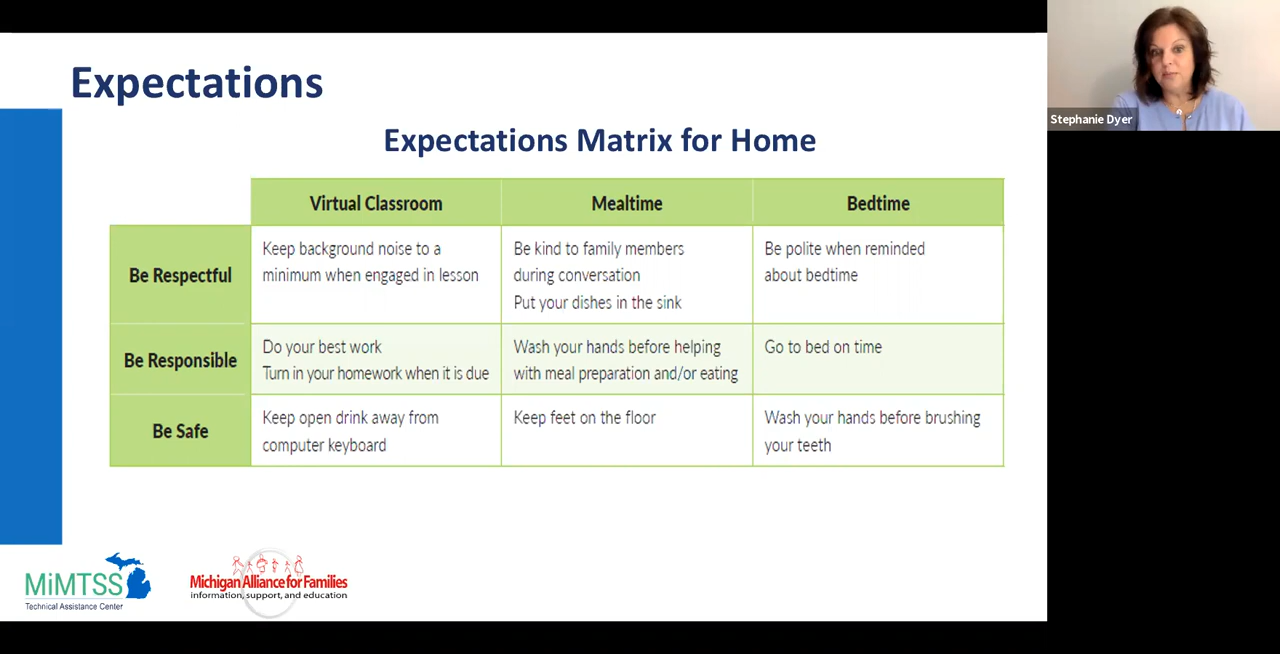 Expectations
Stephanie Dyer
Expectations Matrix for Home
Virtual Classroom
Mealtime
Bedtime
Be Respectful
Keep background noise to a
minimum when engaged in lesson
Be kind to family members
during conversation
Put your dishes in the sink
Be polite when reminded
about bedtime
Be Responsible
Do your best work
Turn in your homework when it is due
Wash your hands before helping
with meal preparation and/or eating
Go to bed on time
Be Safe
Keep open drink away from
computer keyboard
Keep feet on the floor
Wash your hands before brushing
your teeth
MiMTSS
Technical Assistance Center
Michigan Alliance for Families
information, support, and education